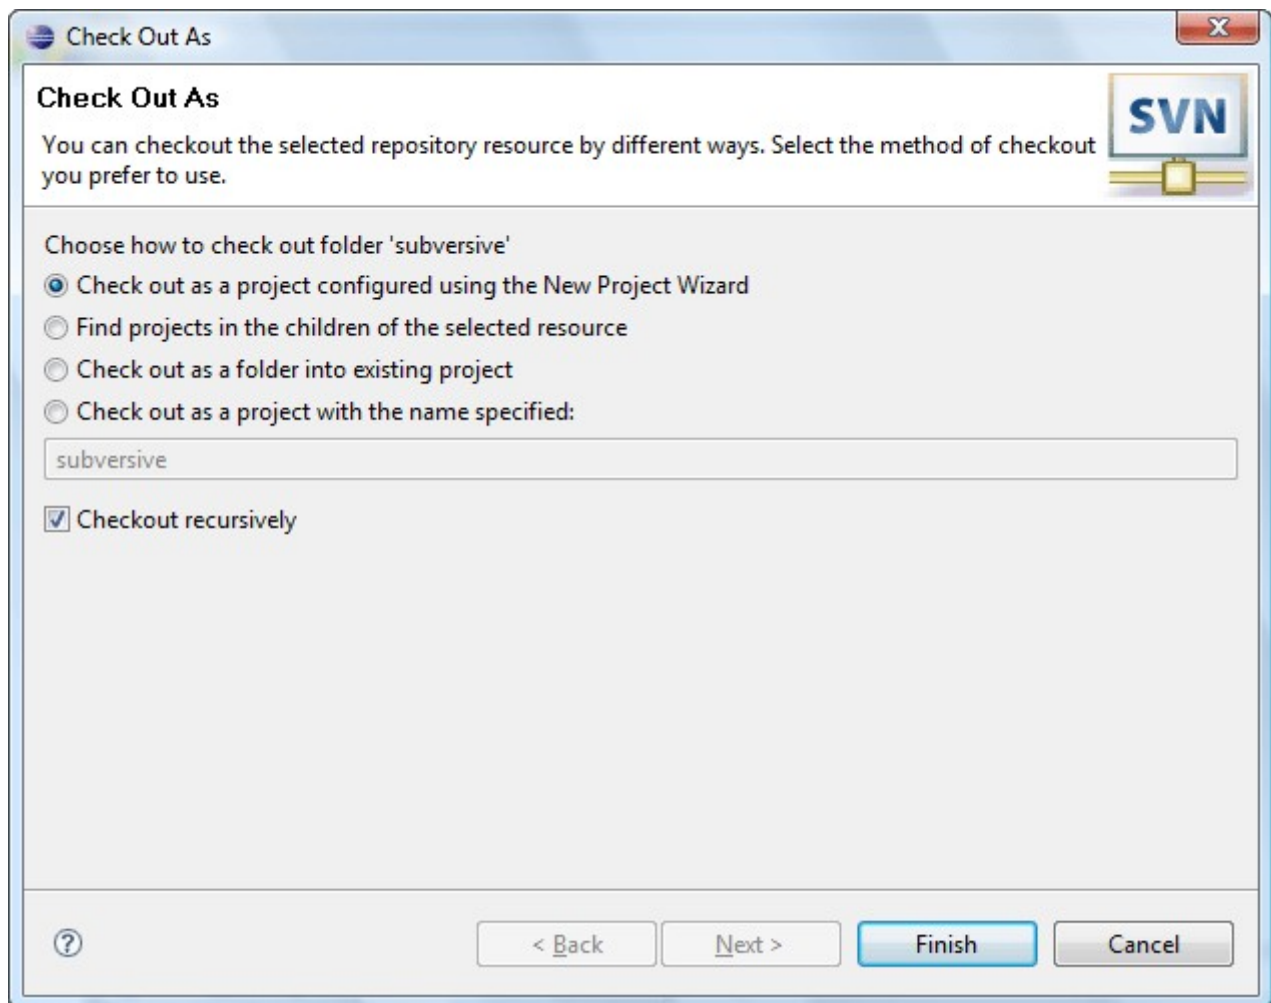 Check Out As
Check Out As
SVN
You can checkout the selected repository resource by different ways. Select the method of checkout
you prefer to use.
Choose how to check out folder 'subversive'
Check out as a project configured using the New Project Wizard
Find projects in the children of the selected resource
Check out as a folder into existing project
Check out as a project with the name specified:
subversive
Checkout recursively
?
< Back
Next >
Finish
Cancel